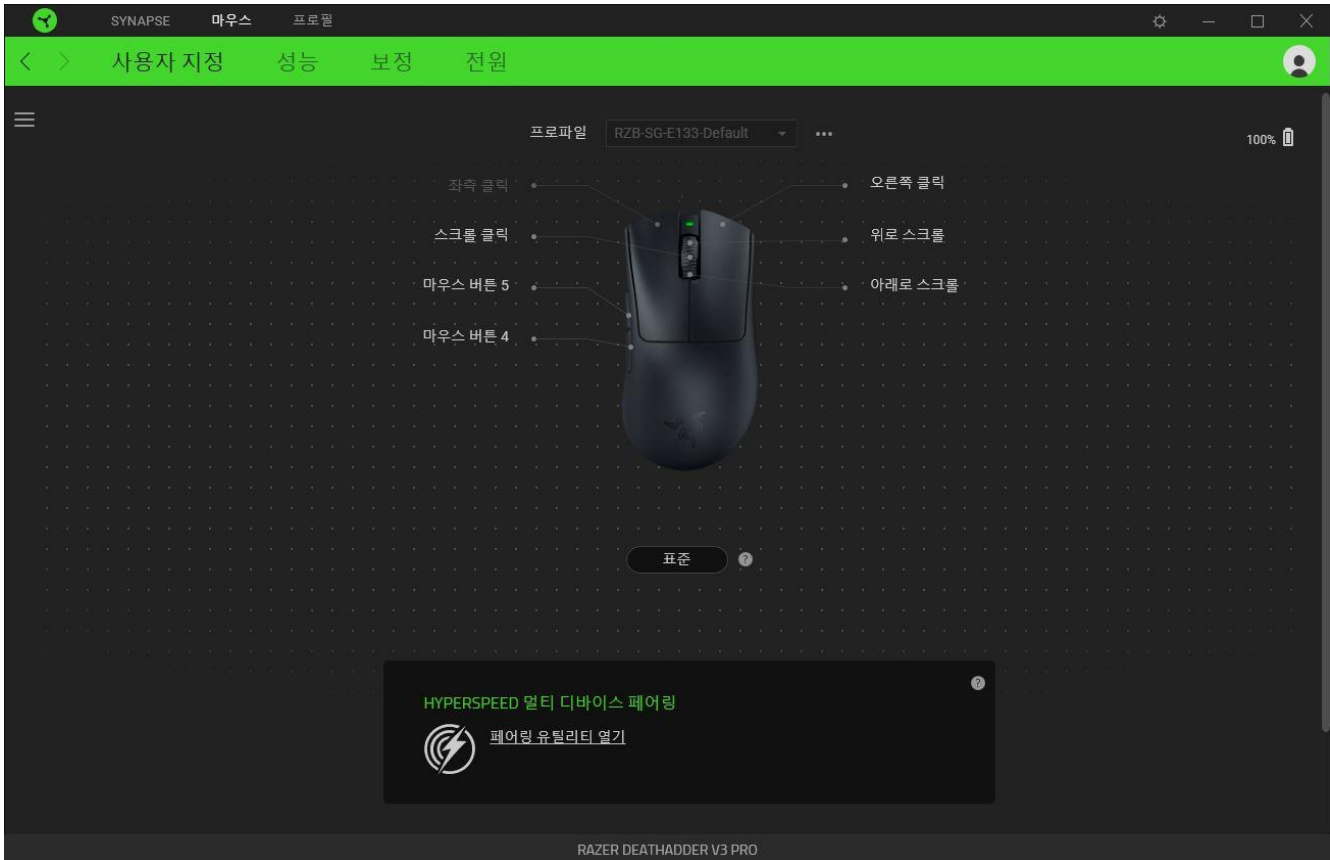 SYNAPSE 마우스 프로필
사용자 지정 성능 보정 전원
프로파일 RZB-SG-E133-Default
100%
좌측 클릭
오른쪽 클릭
스크롤 클릭
위로 스크롤
마우스 버튼 5
아래로 스크롤
마우스 버튼 4
표준 ?
?
HYPERSPEED 멀티 디바이스 페어링
페어링 유틸리티 열기
RAZER DEATHADDER V3 PRO